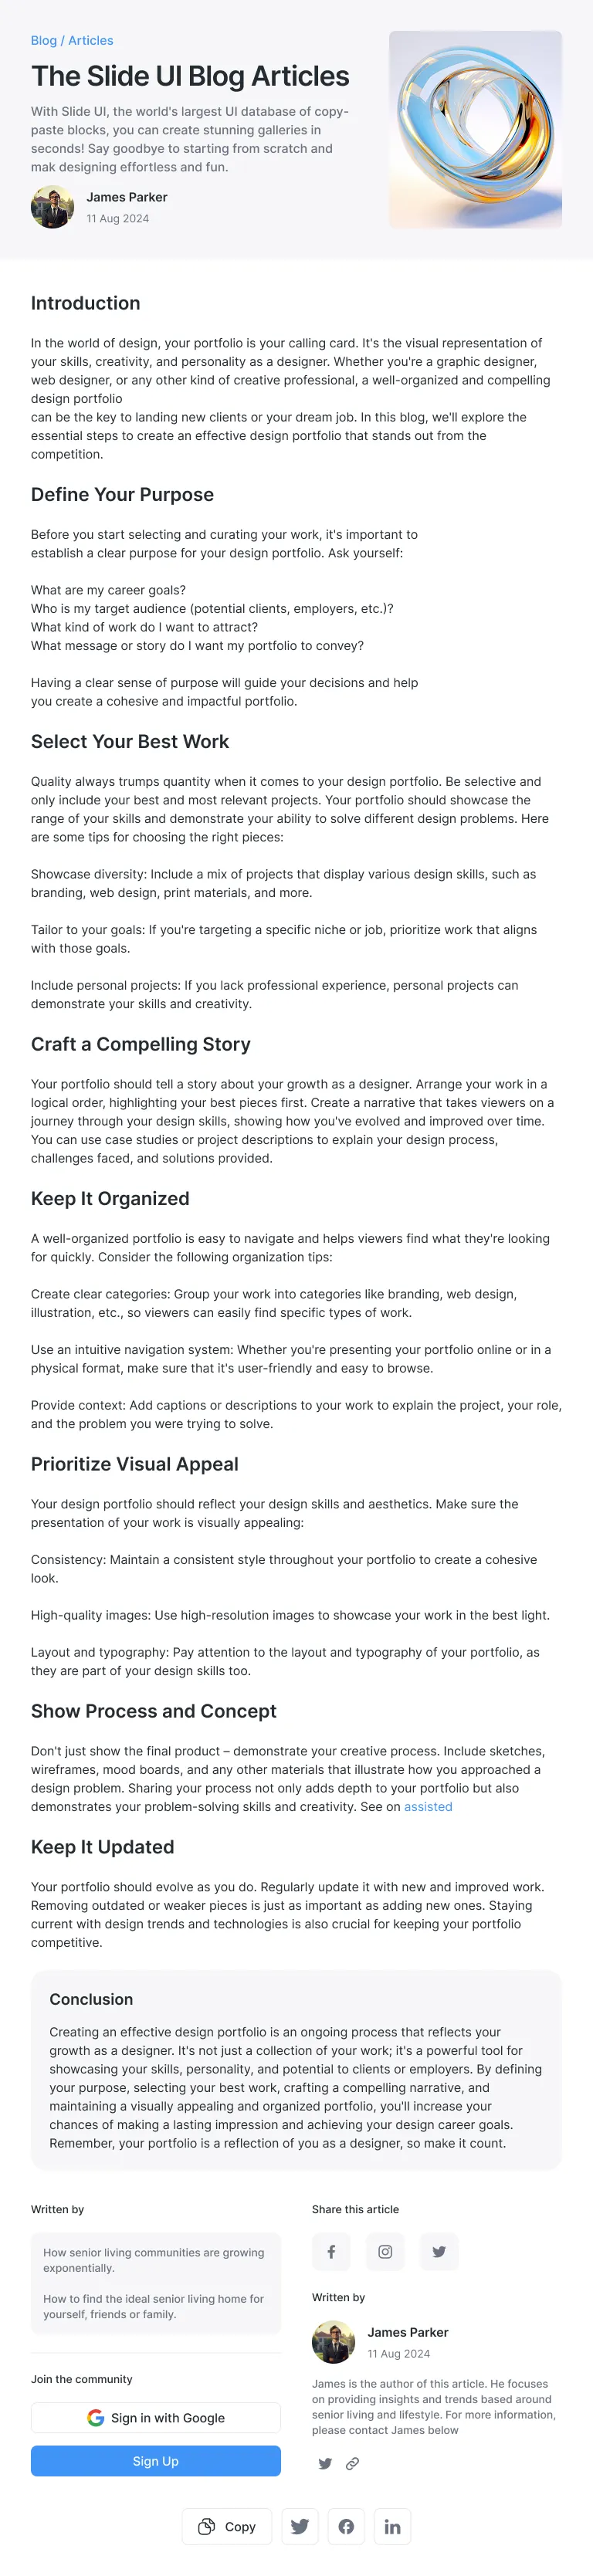 Blog / Articles
The Slide UI Blog Articles
With Slide UI, the world's largest UI database of copy-
paste blocks, you can create stunning galleries in
seconds! Say goodbye to starting from scratch and
mak designing effortless and fun.
James Parker
11 Aug 2024
Introduction
In the world of design, your portfolio is your calling card. It's the visual representation of
your skills, creativity, and personality as a designer. Whether you're a graphic designer,
web designer, or any other kind of creative professional, a well-organized and compelling
design portfolio
can be the key to landing new clients or your dream job. In this blog, we'll explore the
essential steps to create an effective design portfolio that stands out from the
competition.
Define Your Purpose
Before you start selecting and curating your work, it's important to
establish a clear purpose for your design portfolio. Ask yourself:
What are my career goals?
Who is my target audience (potential clients, employers, etc.)?
What kind of work do I want to attract?
What message or story do I want my portfolio to convey?
Having a clear sense of purpose will guide your decisions and help
you create a cohesive and impactful portfolio.
Select Your Best Work
Quality always trumps quantity when it comes to your design portfolio. Be selective and
only include your best and most relevant projects. Your portfolio should showcase the
range of your skills and demonstrate your ability to solve different design problems. Here
are some tips for choosing the right pieces:
Showcase diversity: Include a mix of projects that display various design skills, such as
branding, web design, print materials, and more.
Tailor to your goals: If you're targeting a specific niche or job, prioritize work that aligns
with those goals.
Include personal projects: If you lack professional experience, personal projects can
demonstrate your skills and creativity.
Craft a Compelling Story
Your portfolio should tell a story about your growth as a designer. Arrange your work in a
logical order, highlighting your best pieces first. Create a narrative that takes viewers on a
journey through your design skills, showing how you've evolved and improved over time.
You can use case studies or project descriptions to explain your design process,
challenges faced, and solutions provided.
Keep It Organized
A well-organized portfolio is easy to navigate and helps viewers find what they're looking
for quickly. Consider the following organization tips:
Create clear categories: Group your work into categories like branding, web design,
illustration, etc., so viewers can easily find specific types of work.
Use an intuitive navigation system: Whether you're presenting your portfolio online or in a
physical format, make sure that it's user-friendly and easy to browse.
Provide context: Add captions or descriptions to your work to explain the project, your role,
and the problem you were trying to solve.
Prioritize Visual Appeal
Your design portfolio should reflect your design skills and aesthetics. Make sure the
presentation of your work is visually appealing:
Consistency: Maintain a consistent style throughout your portfolio to create a cohesive
look.
High-quality images: Use high-resolution images to showcase your work in the best light.
Layout and typography: Pay attention to the layout and typography of your portfolio, as
they are part of your design skills too.
Show Process and Concept
Don't just show the final product – demonstrate your creative process. Include sketches,
wireframes, mood boards, and any other materials that illustrate how you approached a
design problem. Sharing your process not only adds depth to your portfolio but also
demonstrates your problem-solving skills and creativity. See on assisted
Keep It Updated
Your portfolio should evolve as you do. Regularly update it with new and improved work.
Removing outdated or weaker pieces is just as important as adding new ones. Staying
current with design trends and technologies is also crucial for keeping your portfolio
competitive.
Conclusion
Creating an effective design portfolio is an ongoing process that reflects your
growth as a designer. It's not just a collection of your work; it's a powerful tool for
showcasing your skills, personality, and potential to clients or employers. By defining
your purpose, selecting your best work, crafting a compelling narrative, and
maintaining a visually appealing and organized portfolio, you'll increase your
chances of making a lasting impression and achieving your design career goals.
Remember, your portfolio is a reflection of you as a designer, so make it count.
Written by
How senior living communities are growing
exponentially.
How to find the ideal senior living home for
yourself, friends or family.
Join the community
Sign in with Google
Sign Up
Share this article
Written by
James Parker
11 Aug 2024
James is the author of this article. He focuses
on providing insights and trends based around
senior living and lifestyle. For more information,
please contact James below
Copy